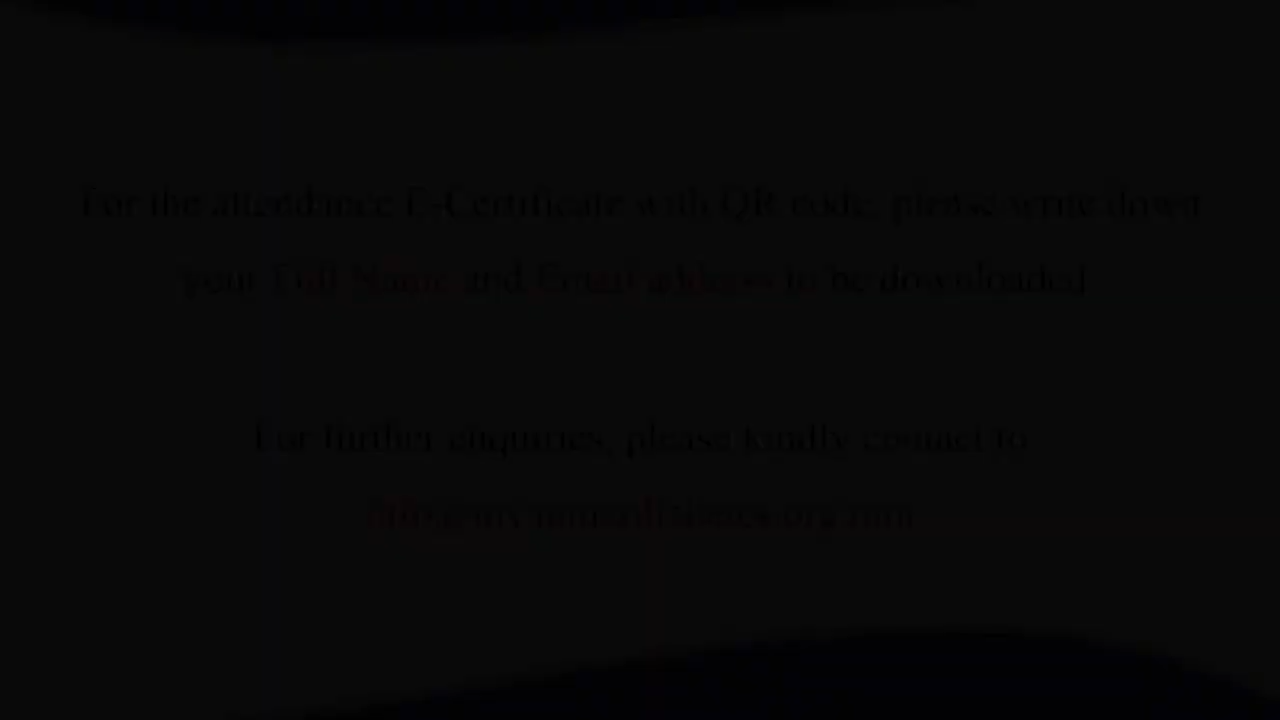 For the attendance E-Certificate with QR code, please write down
your Full Name and Email address to be downloaded
For further enquiries, please kindly contact to